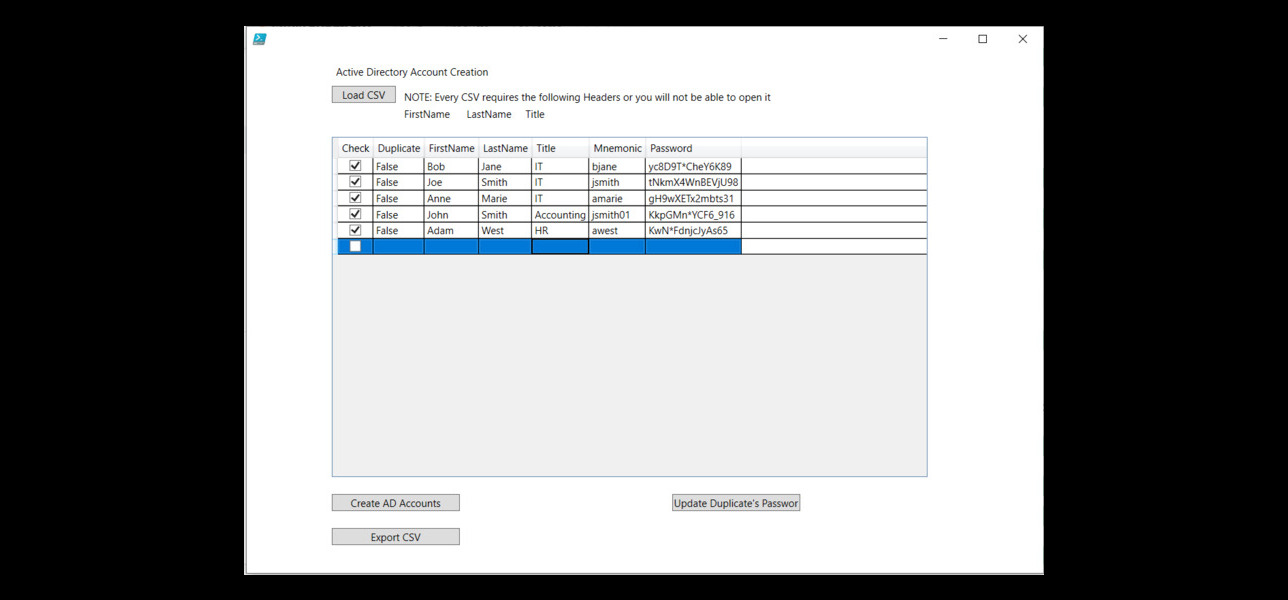 Active Directory Account Creation
Load CSV NOTE: Every CSV requires the following Headers or you will not be able to open it
FirstName LastName Title
Check Duplicate FirstName LastName Title Mnemonic Password
False Bob Jane IT bjane yc8D9T*CheY6K89
False Joe Smith IT jsmith tNkmX4WnBEVjU98
False Anne Marie IT amarie gH9wXETx2mbts31
False John Smith Accounting jsmith01 KkpGMn*YCF6_916
False Adam West HR awest KwN*FdnjcJyAs65
Create AD Accounts Update Duplicate's Passwor
Export CSV